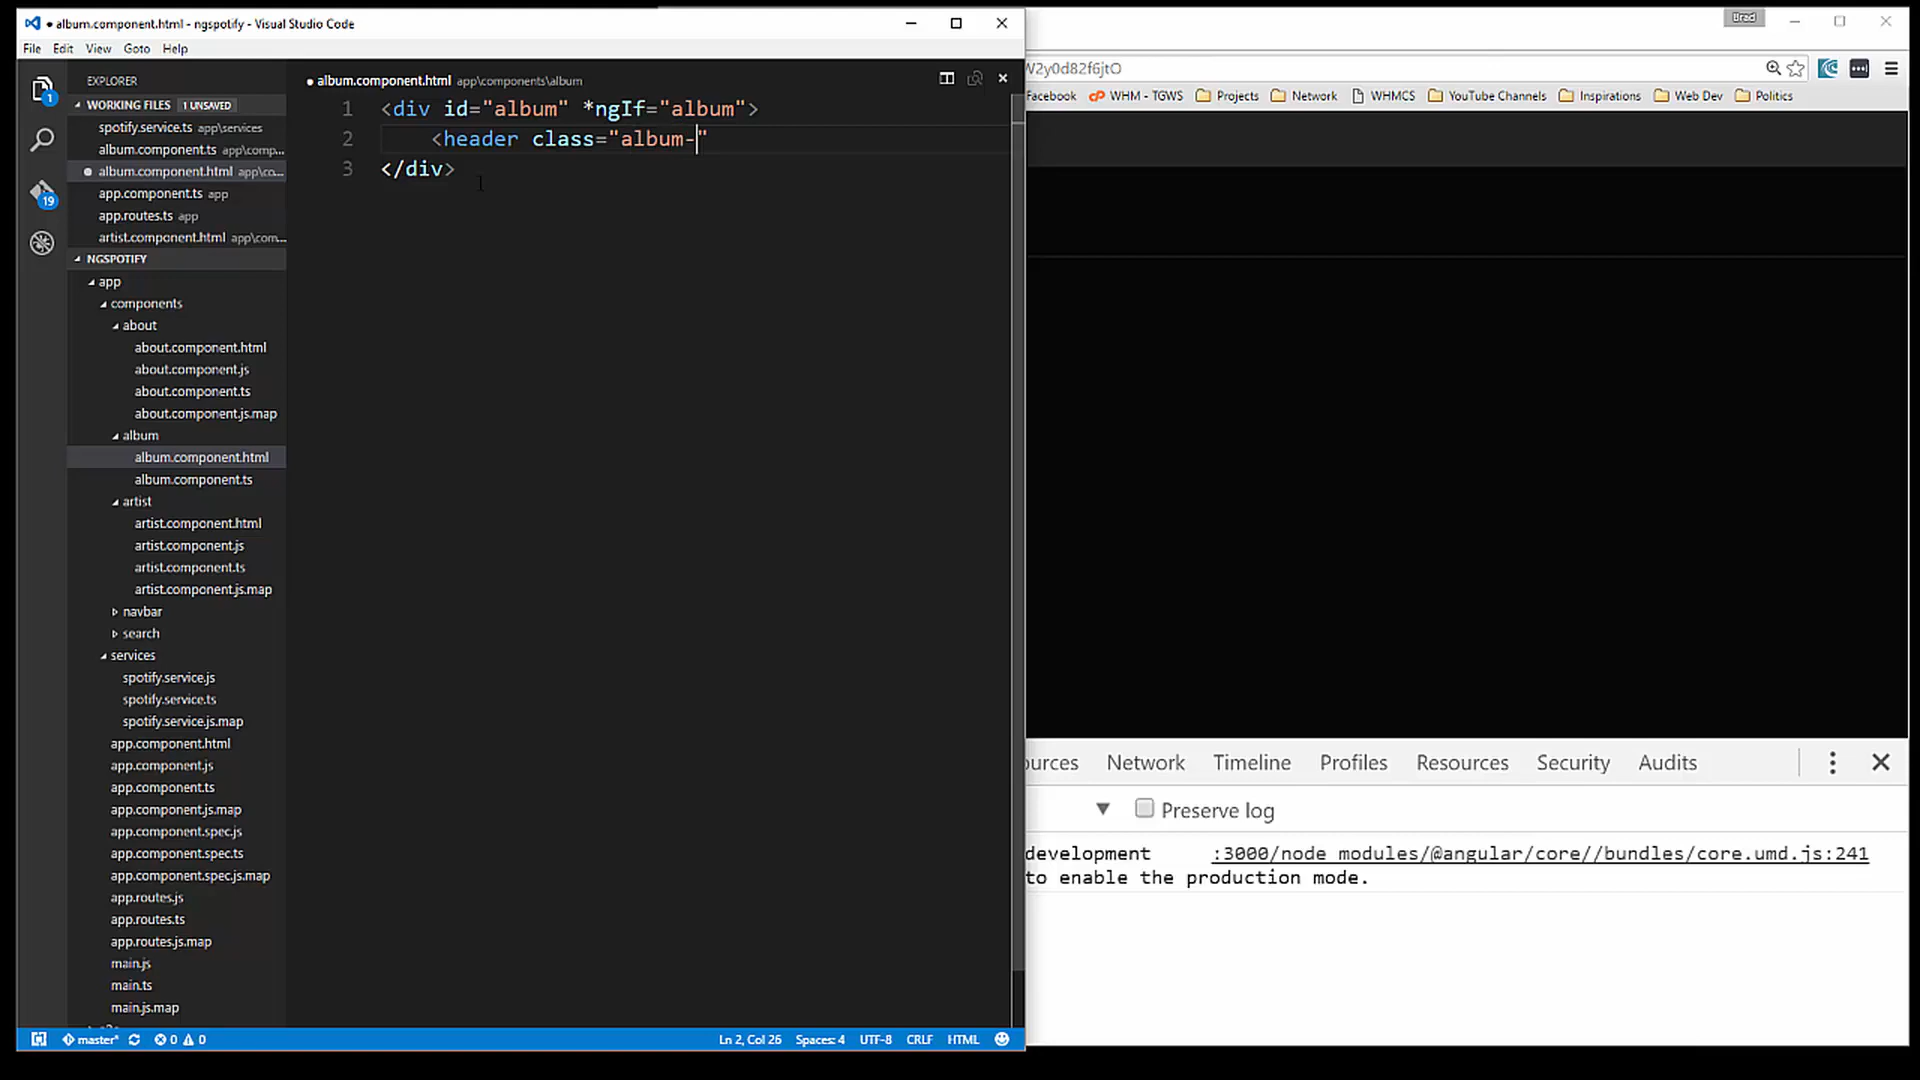 album.component.html - ngspotify - Visual Studio Code
File Edit View Goto Help
EXPLORER
WORKING FILES 1 UNSAVED
spotify.service.ts app\services
album.component.ts app\comp...
album.component.html app\co...
app.component.ts app
app.routes.ts app
artist.component.html app\com...
NGSPOTIFY
app
components
about
about.component.html
about.component.js
about.component.ts
about.component.js.map
album
album.component.html
album.component.ts
artist
artist.component.html
artist.component.js
artist.component.ts
artist.component.js.map
navbar
search
services
spotify.service.js
spotify.service.ts
spotify.service.js.map
app.component.html
app.component.js
app.component.ts
app.component.js.map
app.component.spec.js
app.component.spec.ts
app.component.spec.js.map
app.routes.js
app.routes.ts
app.routes.js.map
main.js
main.ts
main.js.map
1
19
album.component.html app\components\album
1 <div id="album" *ngIf="album">
2 <header class="album-"
3 </div>
master* 0 0 Ln 2, Col 26 Spaces: 4 UTF-8 CRLF HTML
Brad
W2y0d82f6jtO
Facebook WHM - TGWS Projects Network WHMCS YouTube Channels Inspirations Web Dev Politics
ources Network Timeline Profiles Resources Security Audits
Preserve log
development :3000/node_modules/@angular/core//bundles/core.umd.js:241
to enable the production mode.